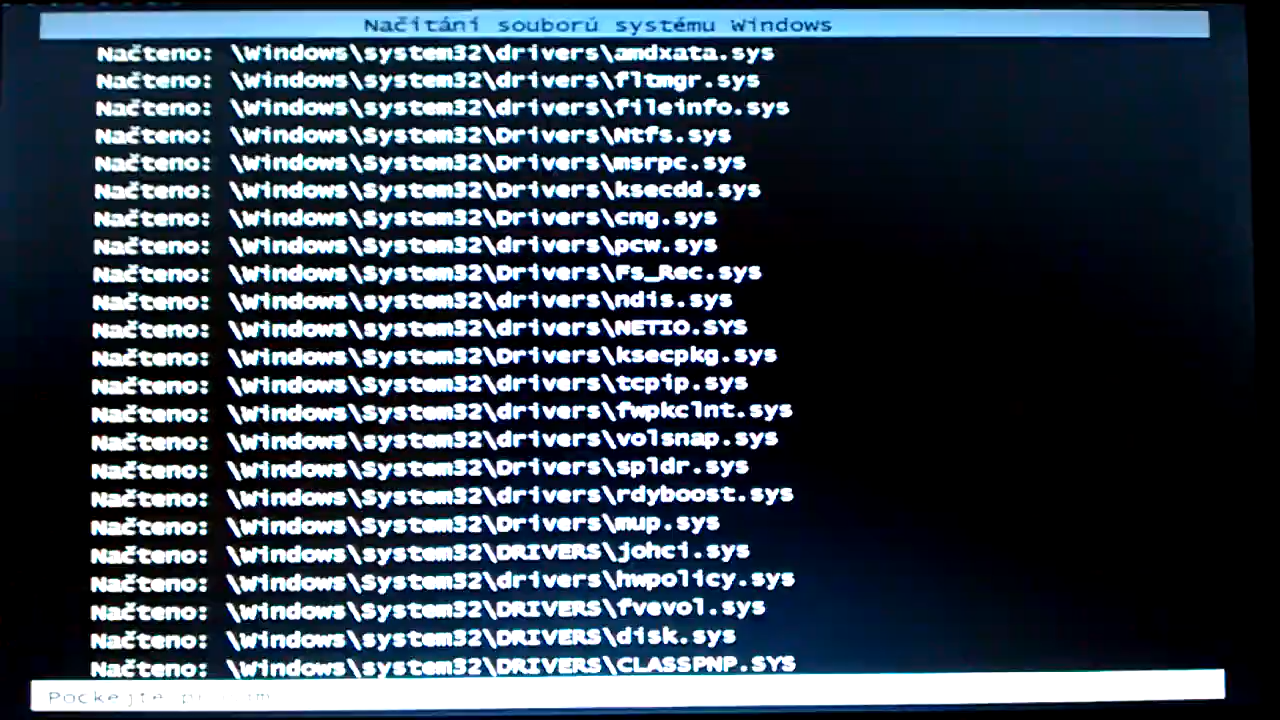 Načítání souborů systému Windows
Načteno: \Windows\system32\drivers\amdxata.sys
Načteno: \Windows\system32\drivers\fltmgr.sys
Načteno: \Windows\system32\drivers\fileinfo.sys
Načteno: \Windows\System32\Drivers\Ntfs.sys
Načteno: \Windows\System32\Drivers\msrpc.sys
Načteno: \Windows\System32\Drivers\ksecdd.sys
Načteno: \Windows\System32\Drivers\cng.sys
Načteno: \Windows\System32\drivers\pcw.sys
Načteno: \Windows\System32\Drivers\Fs_Rec.sys
Načteno: \Windows\system32\drivers\ndis.sys
Načteno: \Windows\system32\drivers\NETIO.SYS
Načteno: \Windows\System32\Drivers\ksecpkg.sys
Načteno: \Windows\System32\drivers\tcpip.sys
Načteno: \Windows\System32\drivers\fwpkclnt.sys
Načteno: \Windows\system32\drivers\volsnap.sys
Načteno: \Windows\System32\Drivers\spldr.sys
Načteno: \Windows\System32\drivers\rdyboost.sys
Načteno: \Windows\System32\Drivers\mup.sys
Načteno: \Windows\system32\DRIVERS\johci.sys
Načteno: \Windows\System32\drivers\hwpolicy.sys
Načteno: \Windows\System32\DRIVERS\fvevol.sys
Načteno: \Windows\system32\DRIVERS\disk.sys
Načteno: \Windows\system32\DRIVERS\CLASSPNP.SYS
Počkejte